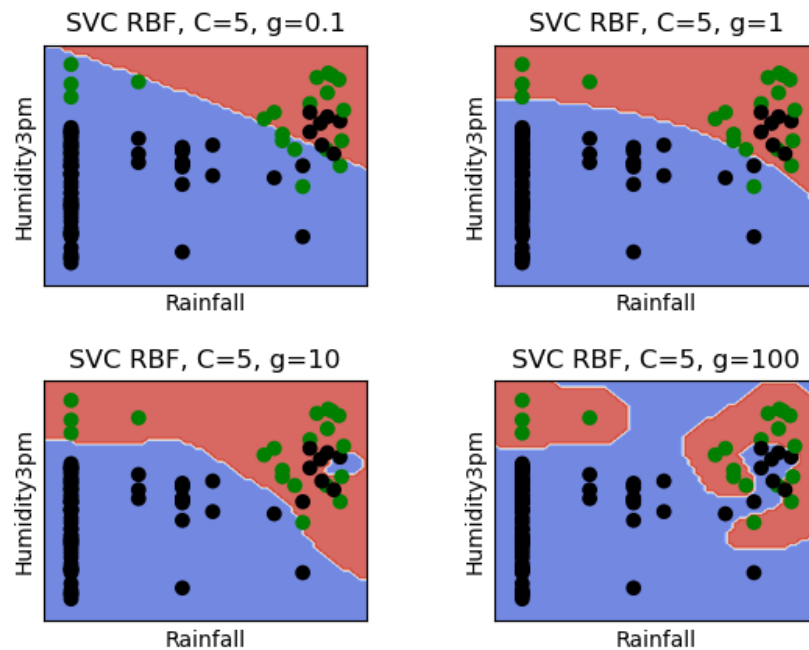 SVC RBF, C=5, g=0.1
Humidity3pm
Rainfall
SVC RBF, C=5, g=1
Humidity3pm
Rainfall
SVC RBF, C=5, g=10
Humidity3pm
Rainfall
SVC RBF, C=5, g=100
Humidity3pm
Rainfall